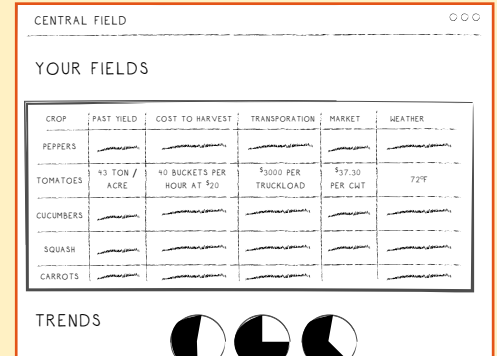 CENTRAL FIELD
YOUR FIELDS
CROP PAST YIELD COST TO HARVEST TRANSPORATION MARKET WEATHER
PEPPERS
TOMATOES 43 TON / ACRE 40 BUCKETS PER HOUR AT $20 $3000 PER TRUCKLOAD $37.30 PER CWT 72°F
CUCUMBERS
SQUASH
CARROTS
TRENDS